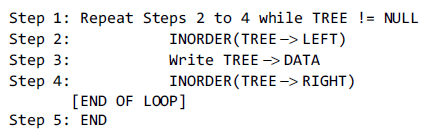 Step 1: Repeat Steps 2 to 4 while TREE != NULL
Step 2: INORDER(TREE—>LEFT)
Step 3: Write TREE—>DATA
Step 4: INORDER(TREE—>RIGHT)
[END OF LOOP]
Step 5: END